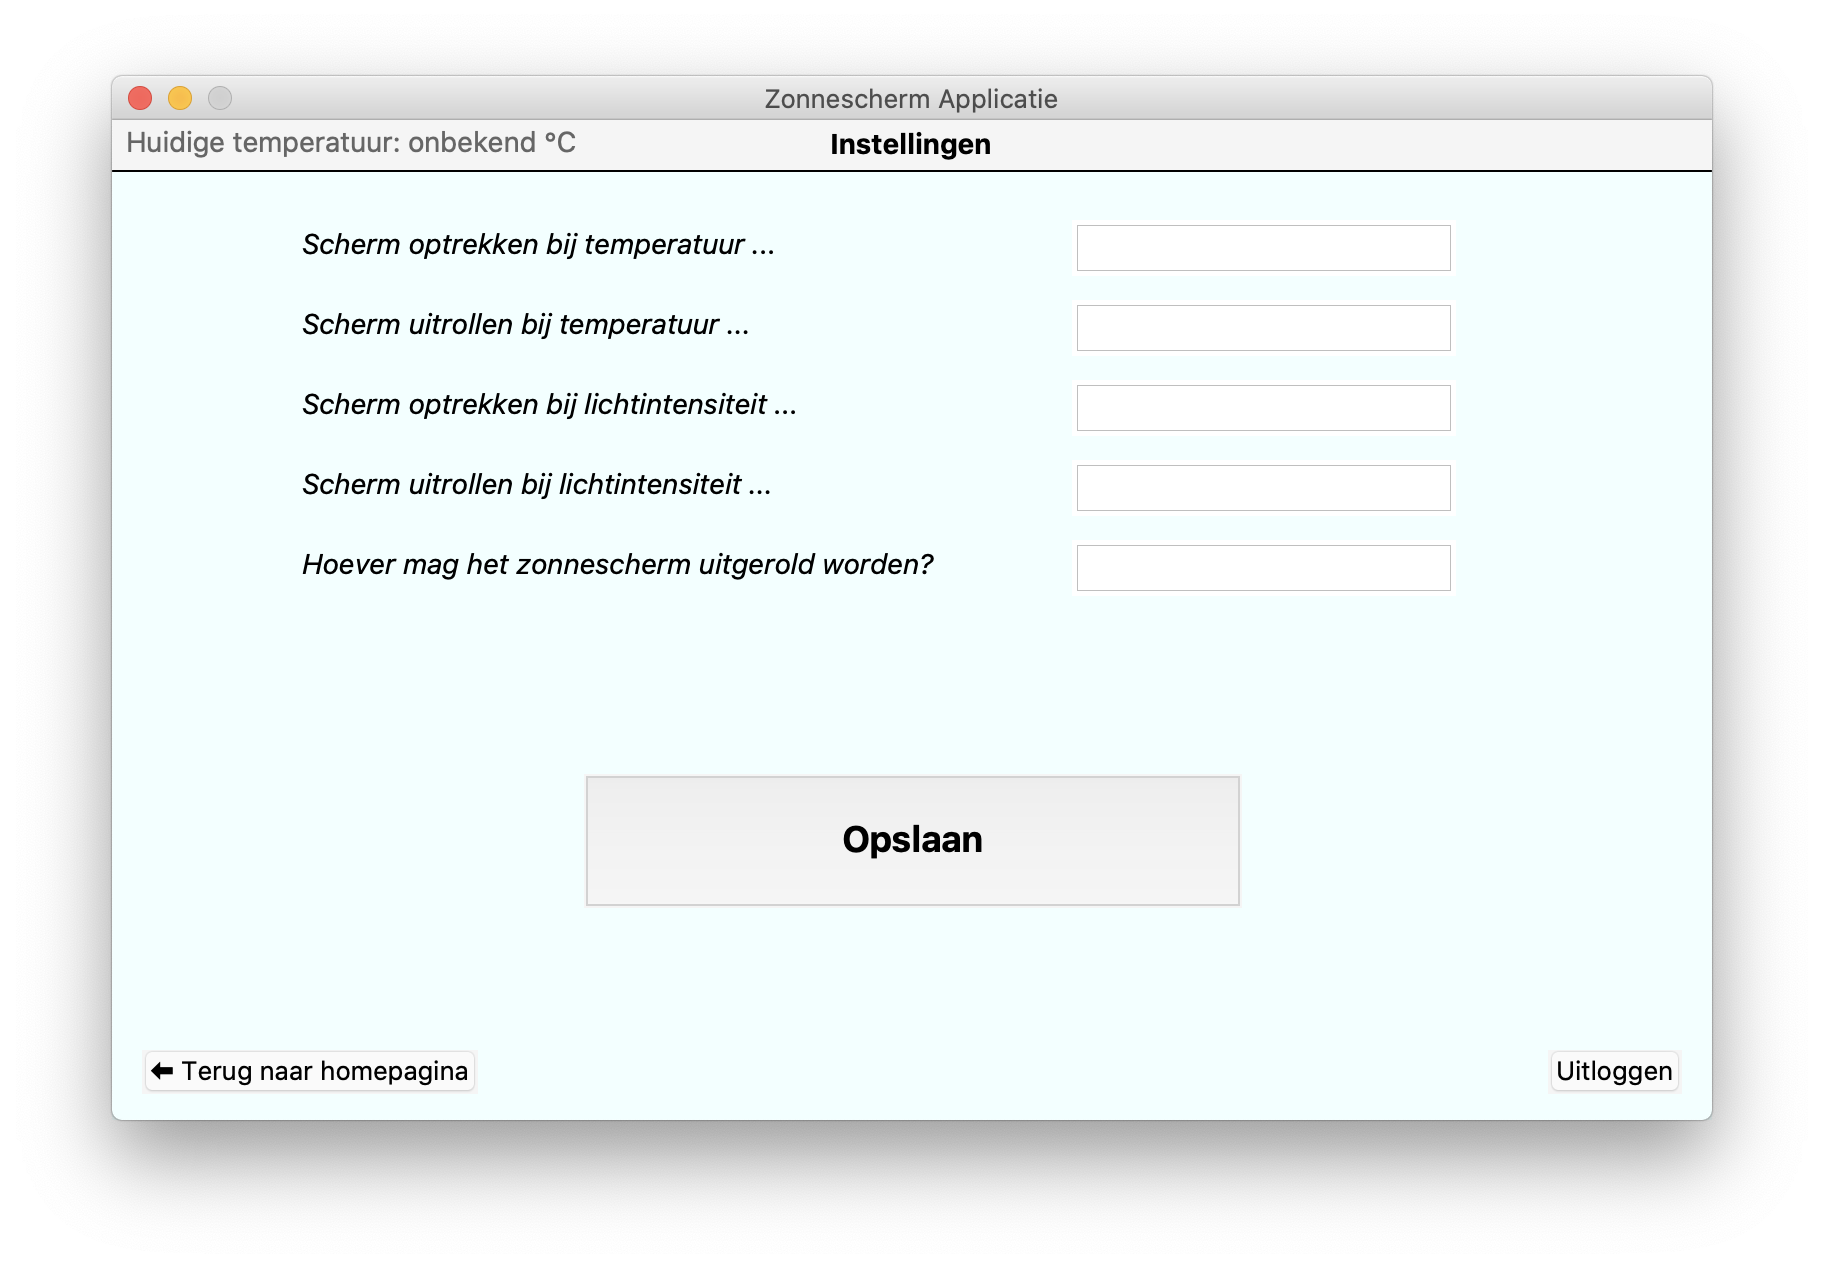 Zonnescherm Applicatie
Huidige temperatuur: onbekend °C
Instellingen
Scherm optrekken bij temperatuur ...
Scherm uitrollen bij temperatuur ...
Scherm optrekken bij lichtintensiteit ...
Scherm uitrollen bij lichtintensiteit ...
Hoever mag het zonnescherm uitgerold worden?
Opslaan
⬅ Terug naar homepagina
Uitloggen